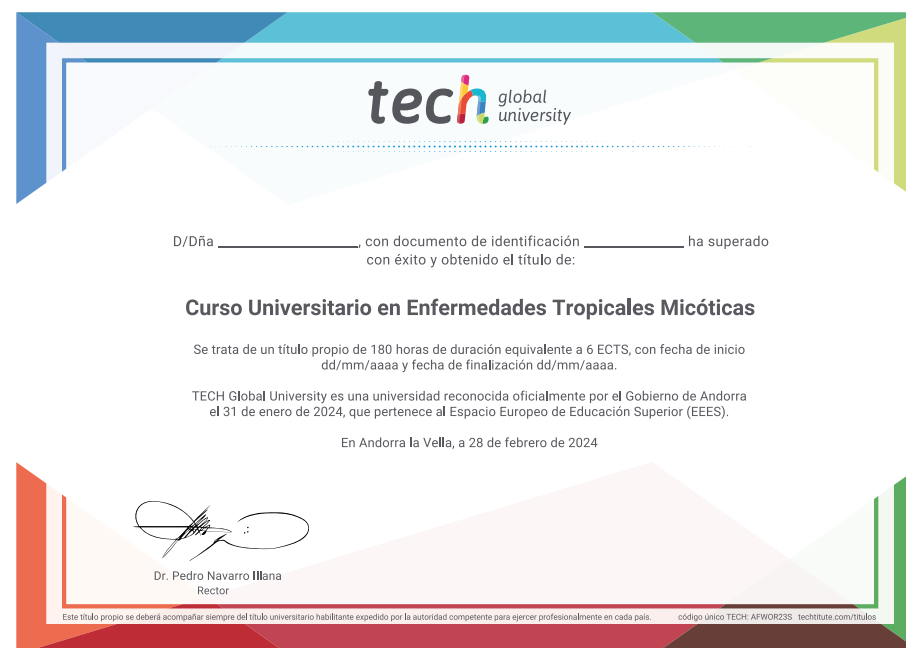 tech global university
D/Dña ____________, con documento de identificación ____________ ha superado
con éxito y obtenido el título de:
Curso Universitario en Enfermedades Tropicales Micóticas
Se trata de un título propio de 180 horas de duración equivalente a 6 ECTS, con fecha de inicio
dd/mm/aaaa y fecha de finalización dd/mm/aaaa.
TECH Global University es una universidad reconocida oficialmente por el Gobierno de Andorra
el 31 de enero de 2024, que pertenece al Espacio Europeo de Educación Superior (EEES).
En Andorra la Vella, a 28 de febrero de 2024
Dr. Pedro Navarro Illana
Rector
Este título propio se deberá acompañar siempre del título universitario habilitante expedido por la autoridad competente para ejercer profesionalmente en cada país. código único TECH: AFWOR23S techtitute.com/titulos